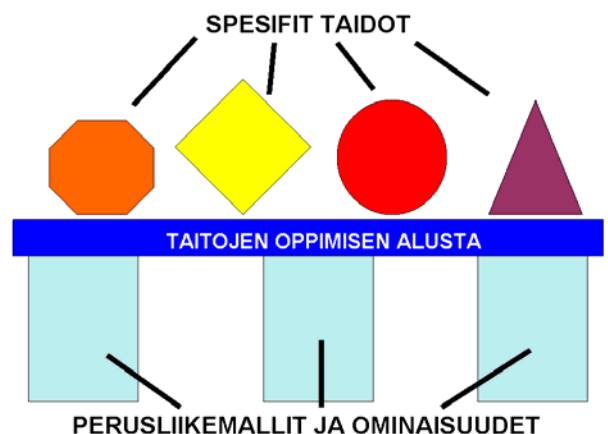 SPESIFIT TAIDOT
TAITOJEN OPPIMISEN ALUSTA
PERUSLIIKEMALLIT JA OMINAISUUDET